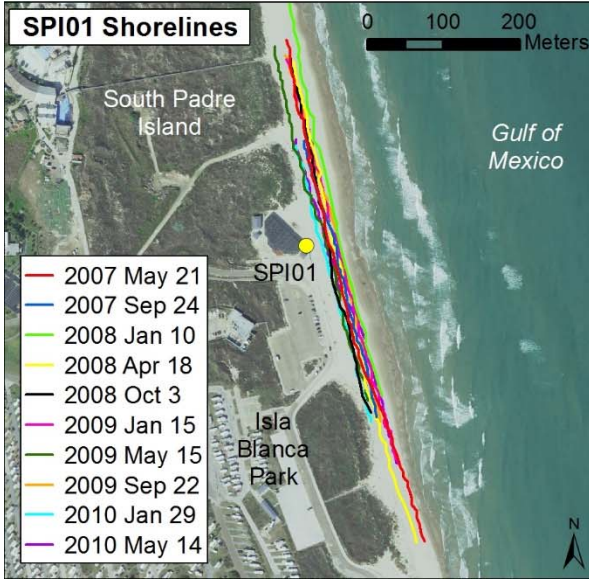 SPI01 Shorelines
0 100 200
Meters
South Padre
Island
Gulf of
Mexico
SPI01
2007 May 21
2007 Sep 24
2008 Jan 10
2008 Apr 18
2008 Oct 3
2009 Jan 15
2009 May 15
2009 Sep 22
2010 Jan 29
2010 May 14
Isla
Blanca
Park
N